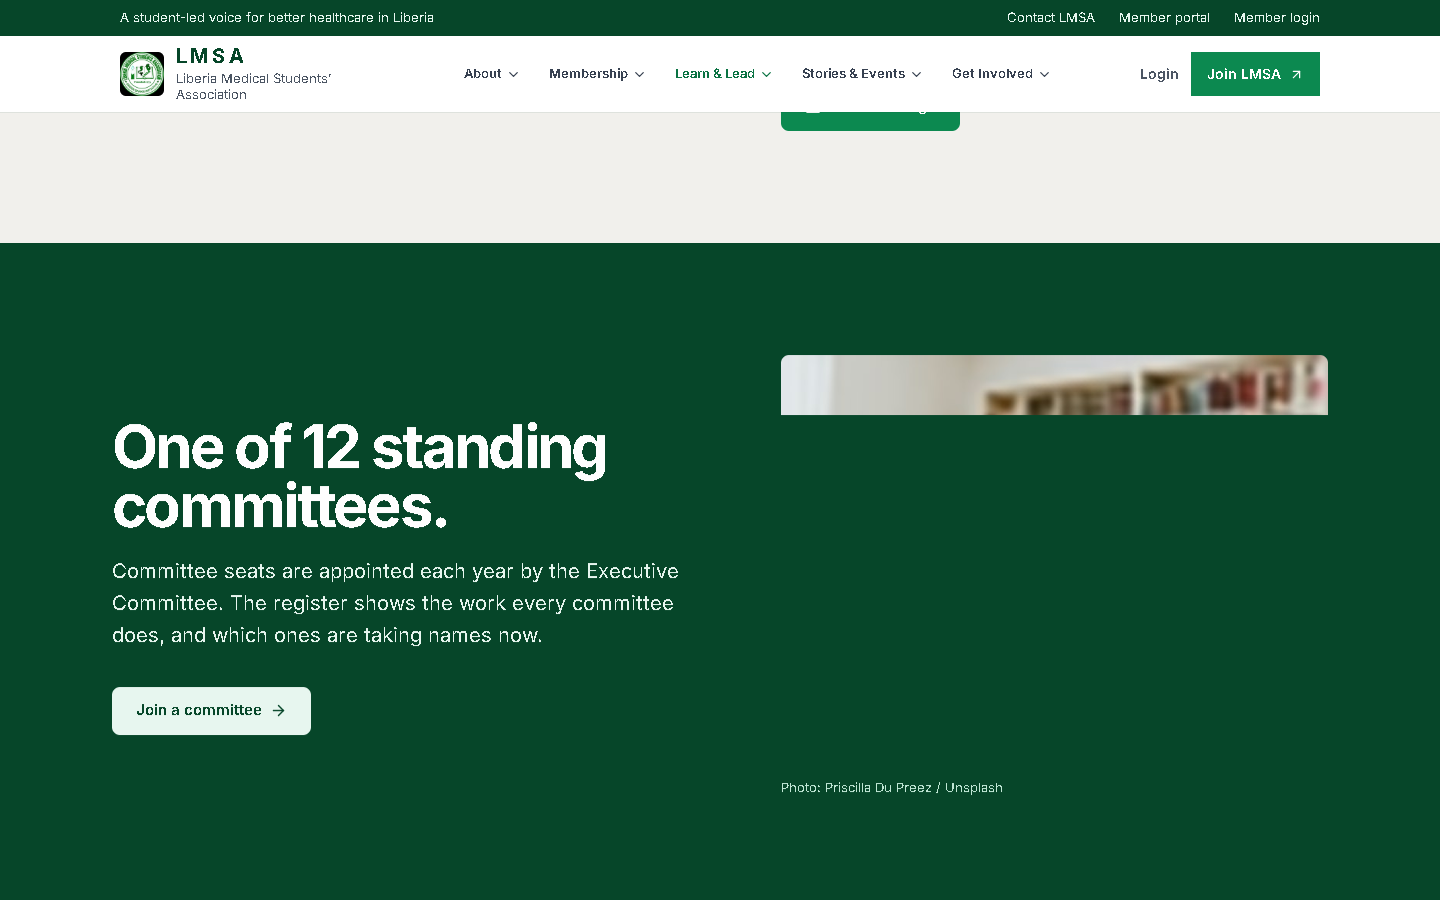 A student-led voice for better healthcare in Liberia
Contact LMSA
Member portal
Member login
LMSA
Liberia Medical Students'
Association
About
Membership
Learn & Lead
Stories & Events
Get Involved
Login
Join LMSA
One of 12 standing
committees.
Committee seats are appointed each year by the Executive
Committee. The register shows the work every committee
does, and which ones are taking names now.
Join a committee
Photo: Priscilla Du Preez / Unsplash